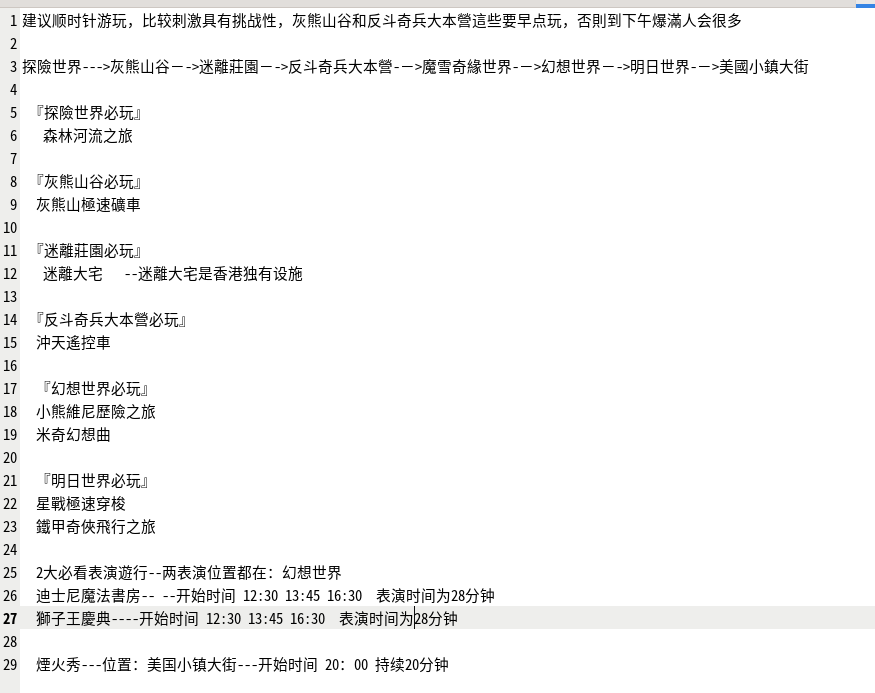 1 建议顺时针游玩，比较刺激具有挑战性，灰熊山谷和反斗奇兵大本營這些要早点玩，否則到下午爆滿人会很多
2
3 探險世界--->灰熊山谷－->迷離莊園－->反斗奇兵大本營-－>魔雪奇緣世界-－>幻想世界－->明日世界-－>美國小鎮大街
4
5 『探險世界必玩』
6 森林河流之旅
7
8 『灰熊山谷必玩』
9 灰熊山極速礦車
10
11 『迷離莊園必玩』
12 迷離大宅 --迷離大宅是香港独有设施
13
14 『反斗奇兵大本營必玩』
15 沖天遙控車
16
17 『幻想世界必玩』
18 小熊維尼歷險之旅
19 米奇幻想曲
20
21 『明日世界必玩』
22 星戰極速穿梭
23 鐵甲奇俠飛行之旅
24
25 2大必看表演遊行--两表演位置都在：幻想世界
26 迪士尼魔法書房-- --开始时间 12:30 13:45 16:30 表演时间为28分钟
27 獅子王慶典----开始时间 12:30 13:45 16:30 表演时间为28分钟
28
29 煙火秀---位置：美国小镇大街---开始时间 20：00 持续20分钟